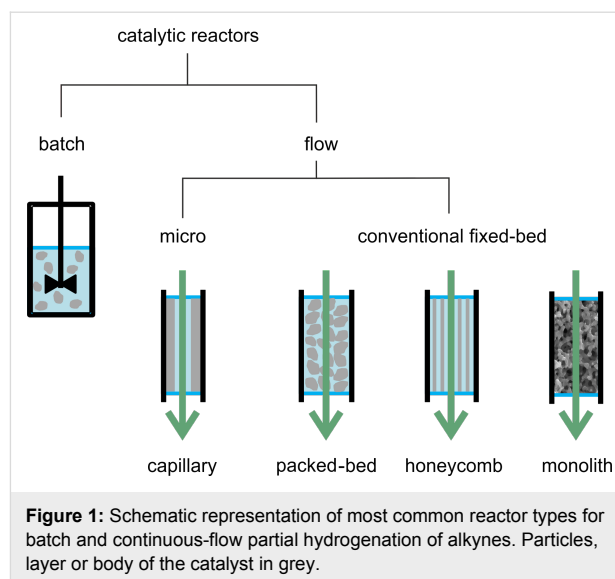 catalytic reactors
batch
flow
micro
conventional fixed-bed
capillary
packed-bed
honeycomb
monolith
Figure 1: Schematic representation of most common reactor types for
batch and continuous-flow partial hydrogenation of alkynes. Particles,
layer or body of the catalyst in grey.